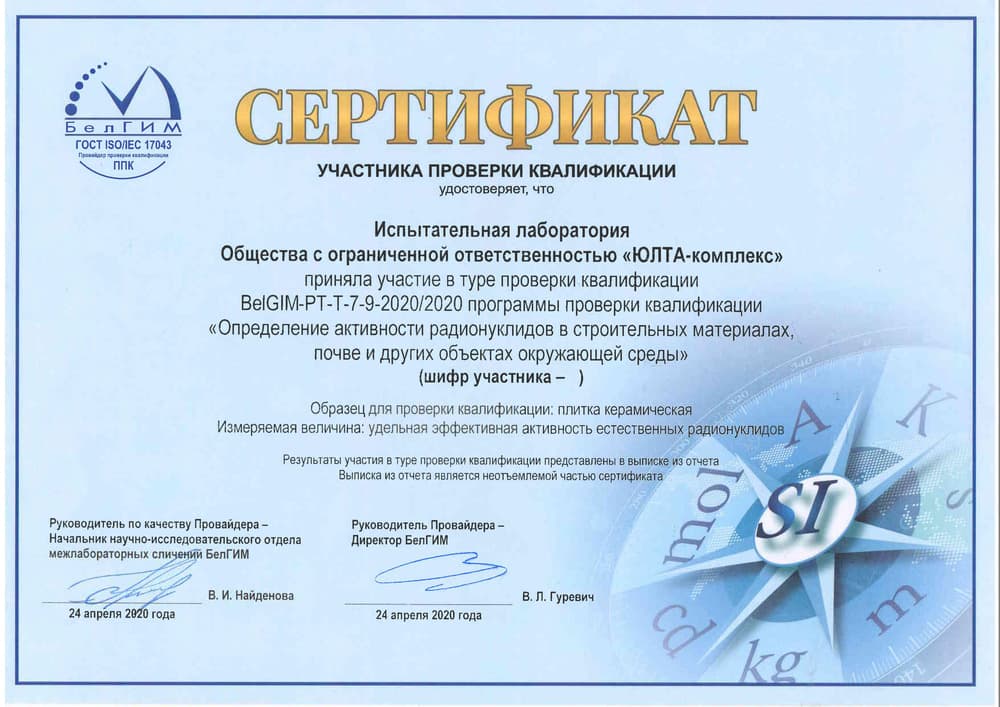 БелГИМ
ГОСТ ISO/IEC 17043
Провайдер проверки квалификации
ППК
СЕРТИФИКАТ
УЧАСТНИКА ПРОВЕРКИ КВАЛИФИКАЦИИ
удостоверяет, что
Испытательная лаборатория
Общества с ограниченной ответственностью «ЮЛТА-комплекс»
приняла участие в туре проверки квалификации
BelGIM-PT-T-7-9-2020/2020 программы проверки квалификации
«Определение активности радионуклидов в строительных материалах,
почве и других объектах окружающей среды»
(шифр участника – )
Образец для проверки квалификации: плитка керамическая
Измеряемая величина: удельная эффективная активность естественных радионуклидов
Результаты участия в туре проверки квалификации представлены в выписке из отчета
Выписка из отчета является неотъемлемой частью сертификата
Руководитель по качеству Провайдера –
Начальник научно-исследовательского отдела
межлабораторных сличений БелГИМ
В. И. Найденова
24 апреля 2020 года
Руководитель Провайдера –
Директор БелГИМ
В. Л. Гуревич
24 апреля 2020 года
A
K
s
mol
SI
cd
kg
m
320
340
140